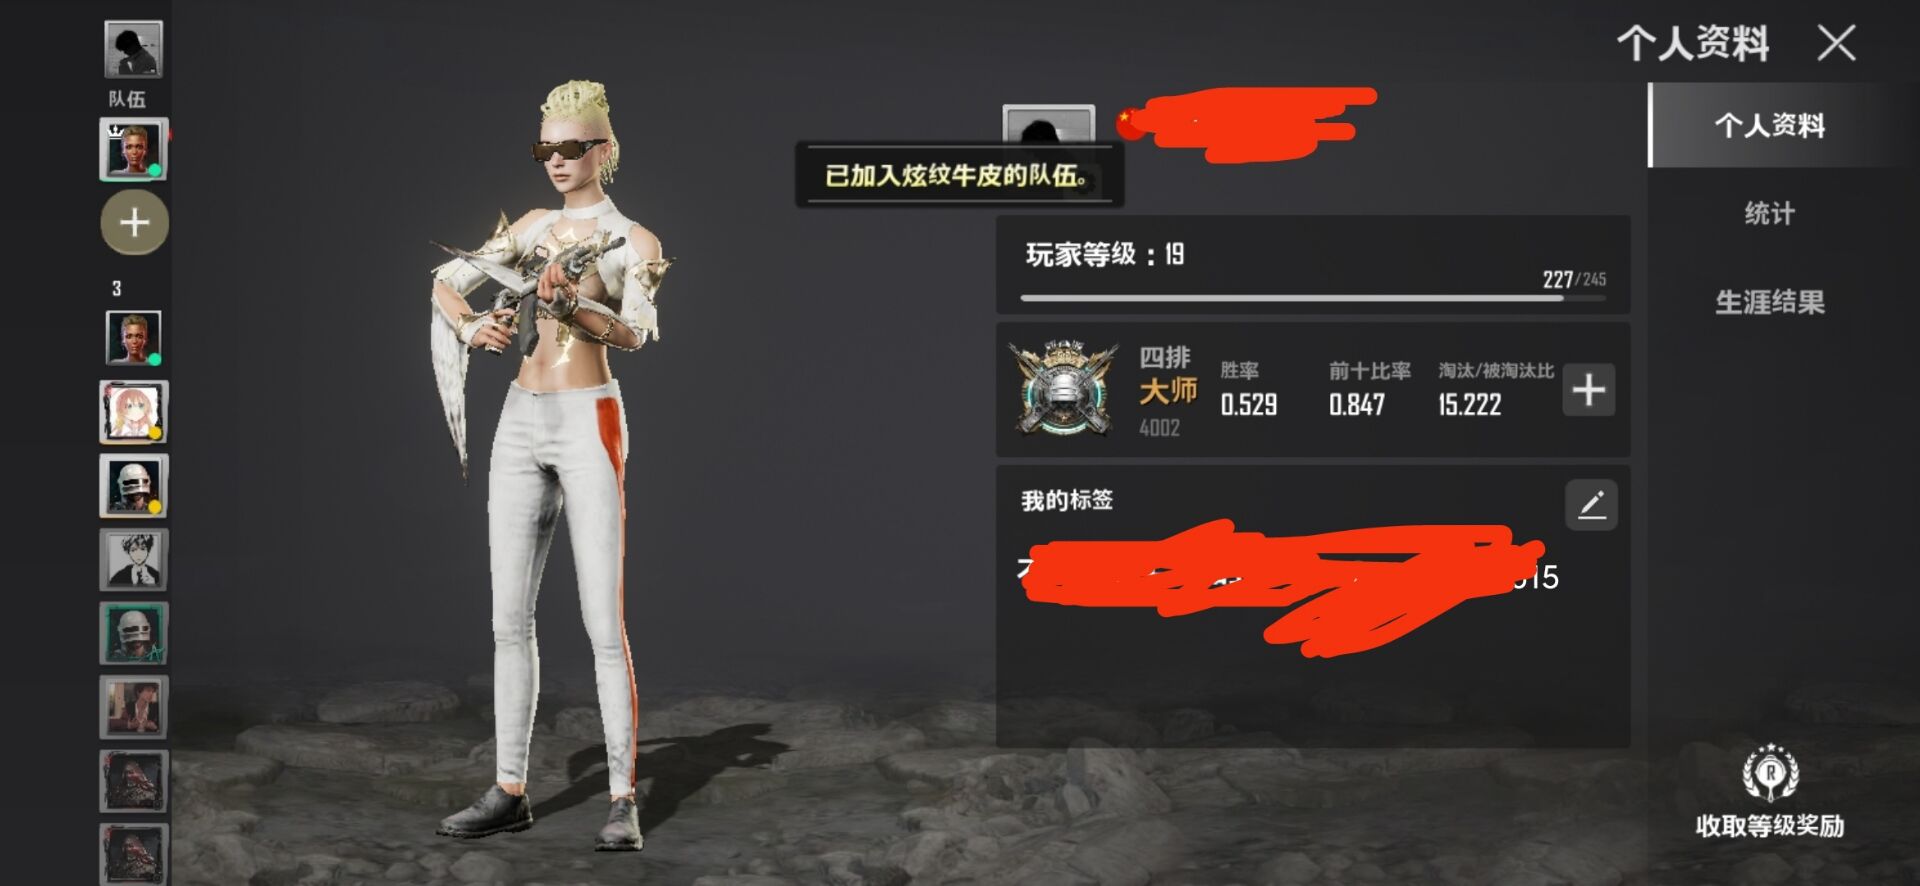 个人资料
队伍
3
已加入炫纹牛皮的队伍。
玩家等级：19
227/245
四排
大师
4002
胜率
0.529
前十比率
0.847
淘汰/被淘汰比
15.222
我的标签
15
个人资料
统计
生涯结果
R
收取等级奖励